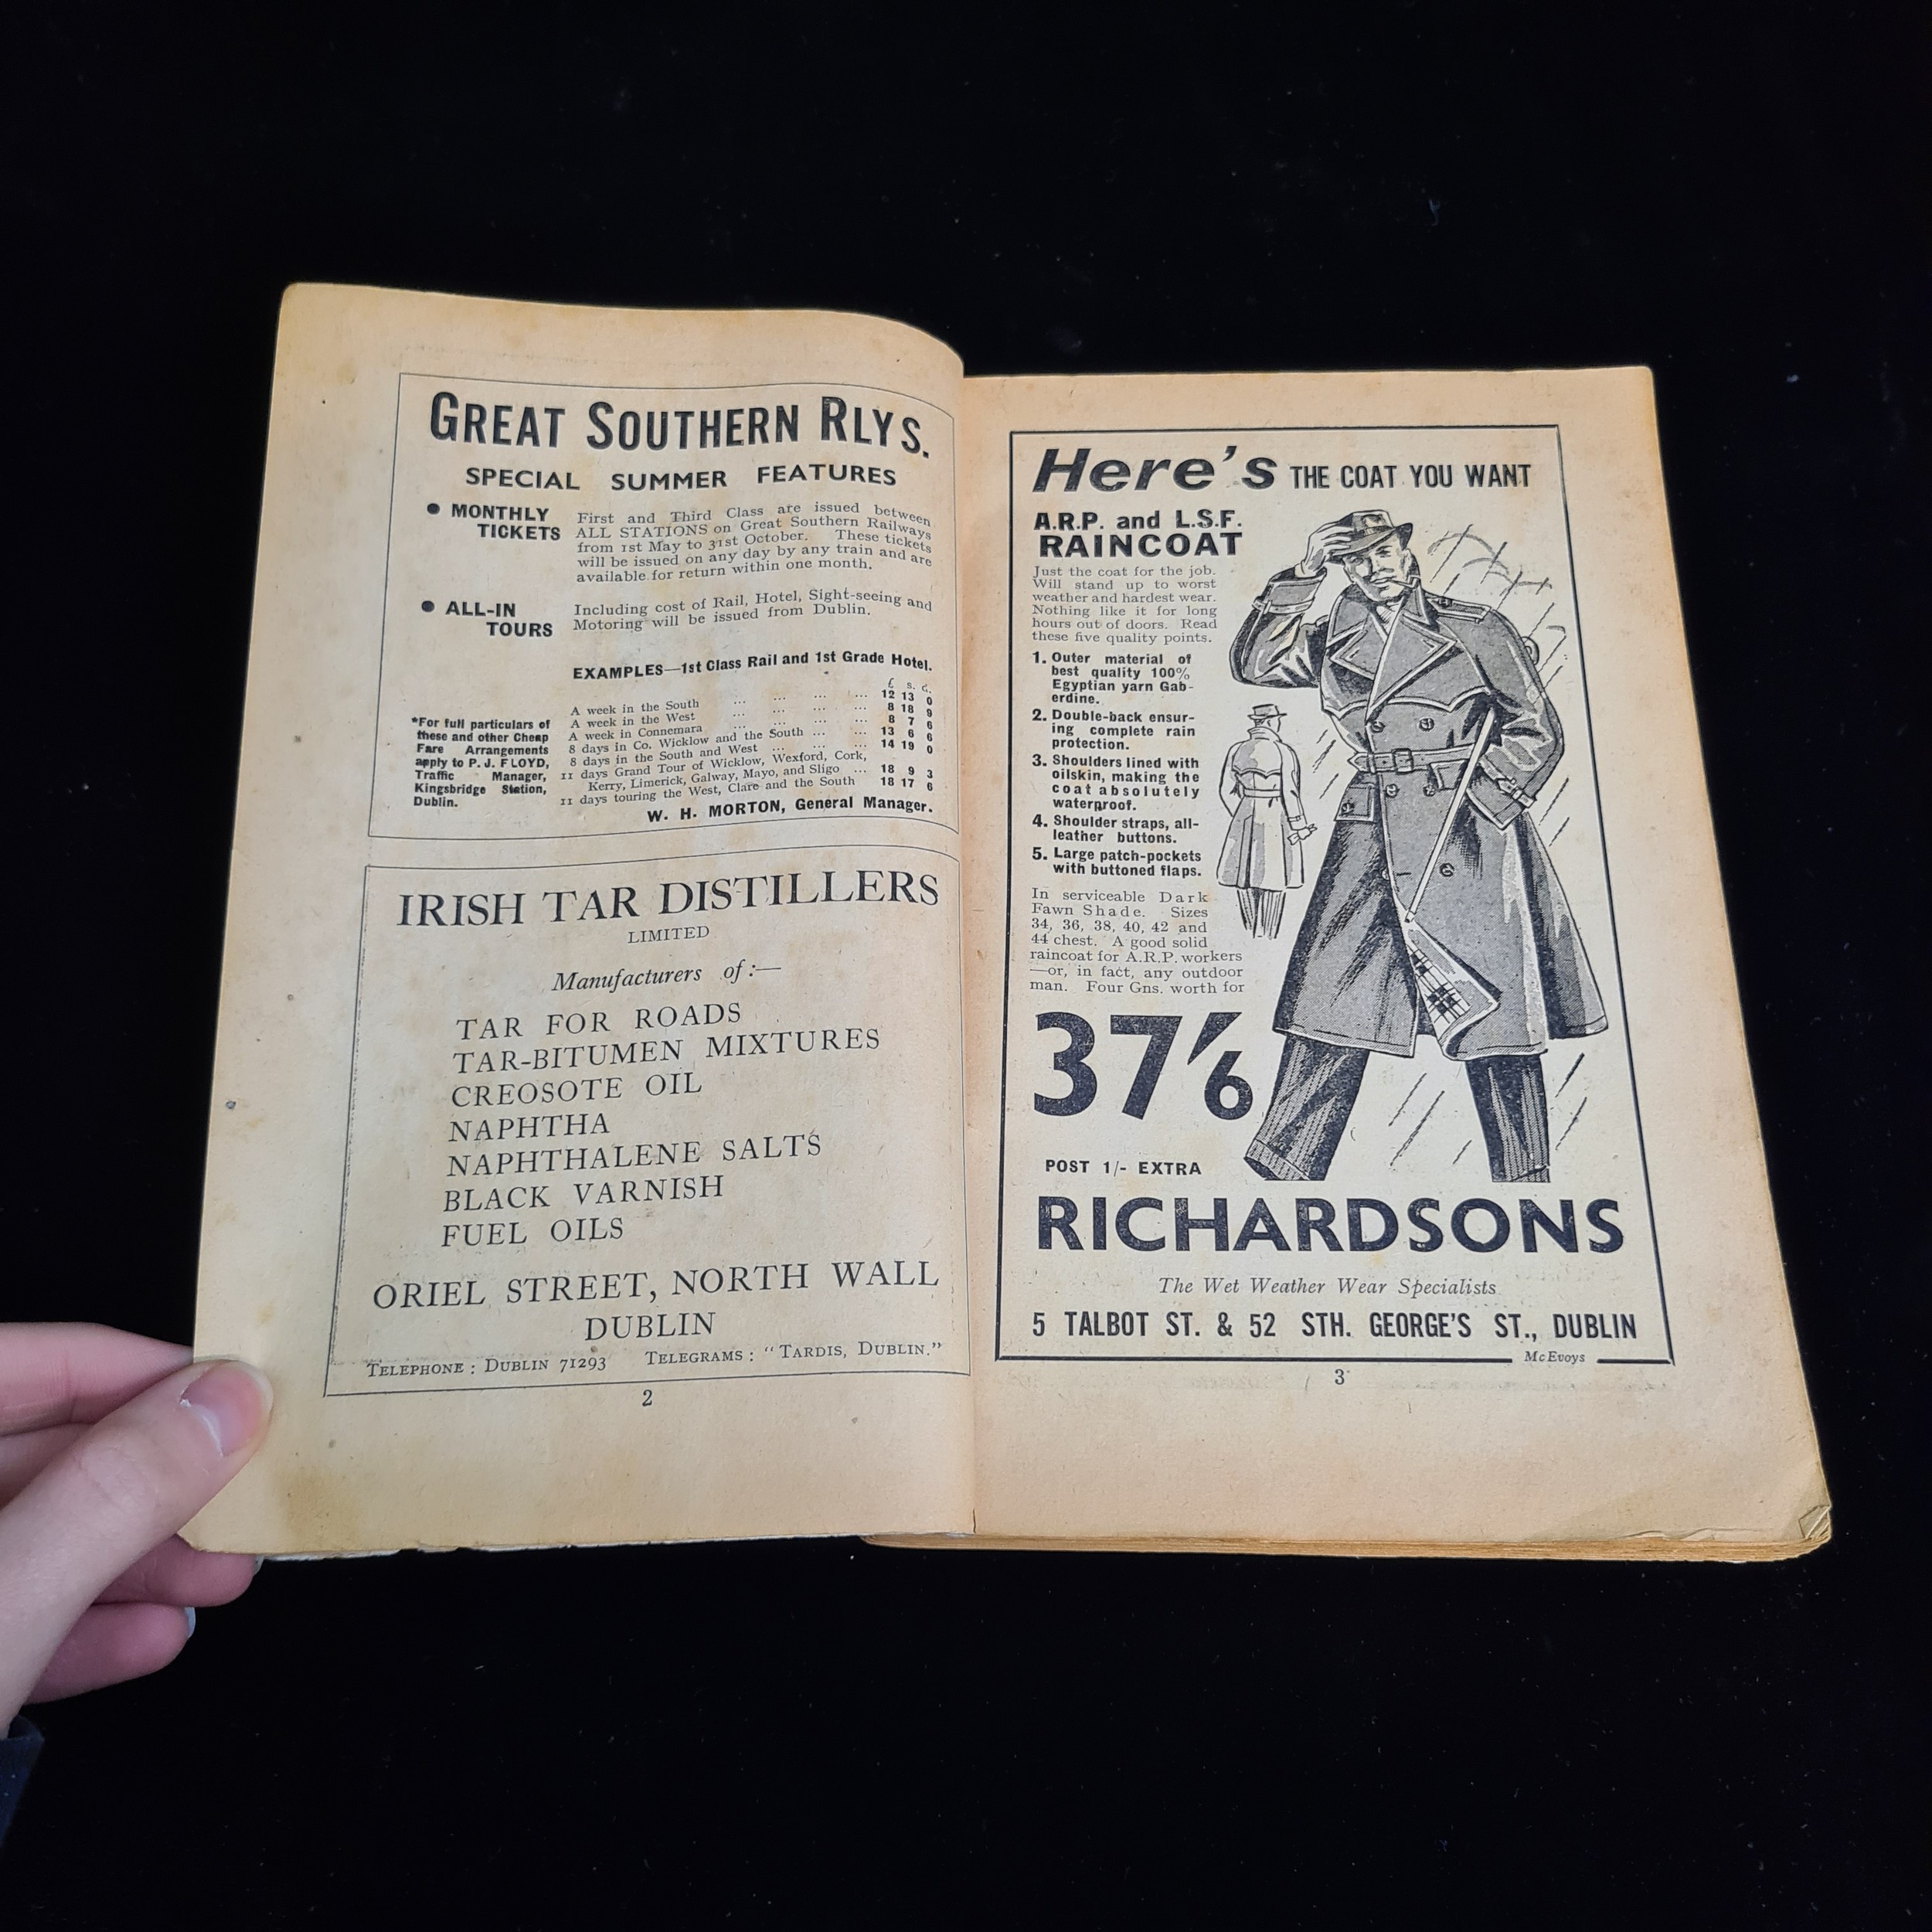 GREAT SOUTHERN RLYS.
SPECIAL SUMMER FEATURES
● MONTHLY
TICKETS
First and Third Class are issued between
ALL STATIONS on Great Southern Railways
from 1st May to 31st October. These tickets
will be issued on any day by any train and are
available for return within one month.
● ALL-IN
TOURS
Including cost of Rail, Hotel, Sight-seeing and
Motoring will be issued from Dublin.
EXAMPLES—1st Class Rail and 1st Grade Hotel.
£ s. d.
A week in the South ... ... ... ... 12 13 0
A week in the West ... ... ... ... 8 18 9
A week in Connemara ... ... ... ... 8 7 6
8 days in Co. Wicklow and the South ... ... 13 6 6
8 days in the South and West ... ... ... 14 19 0
11 days Grand Tour of Wicklow, Wexford, Cork,
Kerry, Limerick, Galway, Mayo, and Sligo ... 18 9 3
11 days touring the West, Clare and the South 18 17 6
*For full particulars of
these and other Cheap
Fare Arrangements
apply to P. J. FLOYD,
Traffic Manager,
Kingsbridge Station,
Dublin.
W. H. MORTON, General Manager.
IRISH TAR DISTILLERS
LIMITED
Manufacturers of :—
TAR FOR ROADS
TAR-BITUMEN MIXTURES
CREOSOTE OIL
NAPHTHA
NAPHTHALENE SALTS
BLACK VARNISH
FUEL OILS
ORIEL STREET, NORTH WALL
DUBLIN
TELEPHONE : DUBLIN 71293 TELEGRAMS : "TARDIS, DUBLIN."
2
Here's THE COAT YOU WANT
A.R.P. and L.S.F.
RAINCOAT
Just the coat for the job.
Will stand up to worst
weather and hardest wear.
Nothing like it for long
hours out of doors. Read
these five quality points.
1. Outer material of
best quality 100%
Egyptian yarn Gab-
erdine.
2. Double-back ensur-
ing complete rain
protection.
3. Shoulders lined with
oilskin, making the
coat absolutely
waterproof.
4. Shoulder straps, all-
leather buttons.
5. Large patch-pockets
with buttoned flaps.
In serviceable Dark
Fawn Shade. Sizes
34, 36, 38, 40, 42 and
44 chest. A good solid
raincoat for A.R.P. workers
—or, in fact, any outdoor
man. Four Gns. worth for
37/6
POST 1/- EXTRA
RICHARDSONS
The Wet Weather Wear Specialists
5 TALBOT ST. & 52 STH. GEORGE'S ST., DUBLIN
McEvoys
3